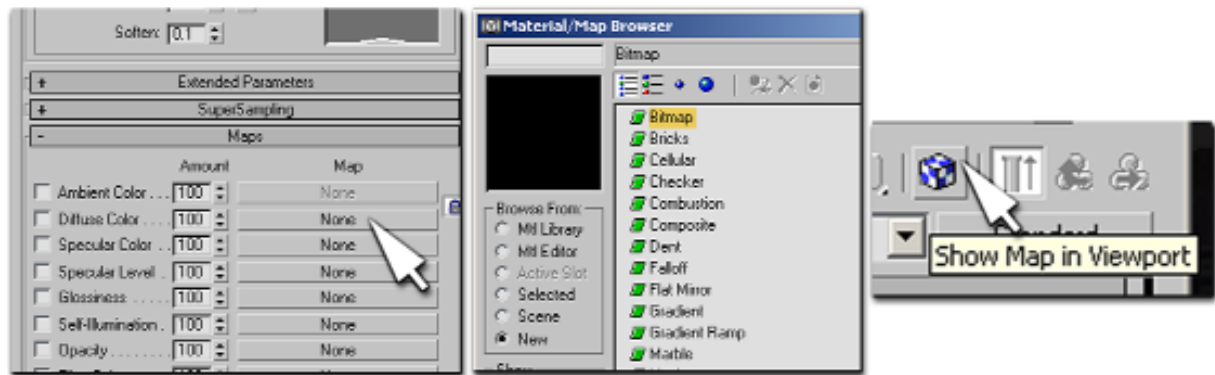 Soften: 0.1
+ Extended Parameters
+ SuperSampling
- Maps
Amount Map
Ambient Color . . . 100 None
Diffuse Color . . . . 100 None
Specular Color . . 100 None
Specular Level . 100 None
Glossiness . . . . . 100 None
Self-Illumination . 100 None
Opacity . . . . . . . . 100 None
Material/Map Browser
Bitmap
Bitmap
Bricks
Cellular
Checker
Combustion
Composite
Dent
Falloff
Flat Mirror
Gradient
Gradient Ramp
Marble
Browse From:
Mtl Library
Mtl Editor
Active Slot
Selected
Scene
New
Standard
Show Map in Viewport